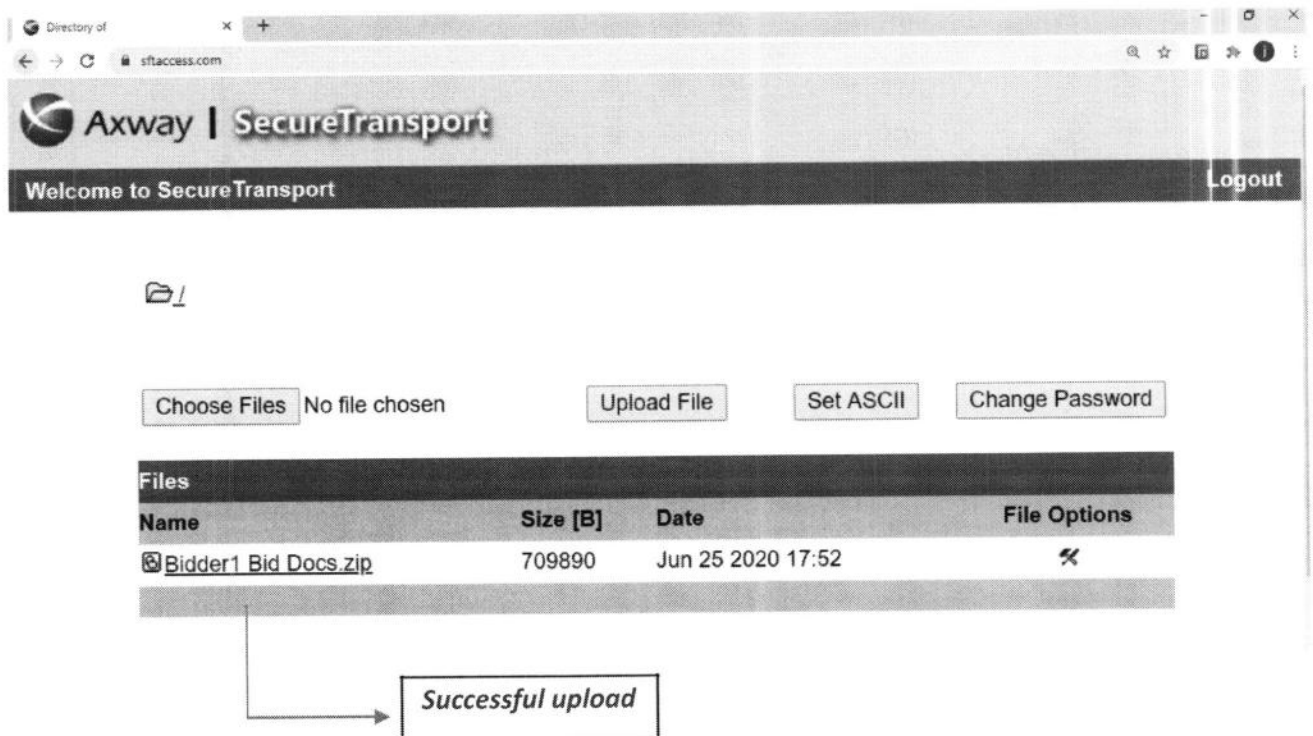 Directory of
sftaccess.com
Axway | SecureTransport
Welcome to SecureTransport Logout
/
Choose Files No file chosen Upload File Set ASCII Change Password
Files
Name Size [B] Date File Options
Bidder1 Bid Docs.zip 709890 Jun 25 2020 17:52
Successful upload